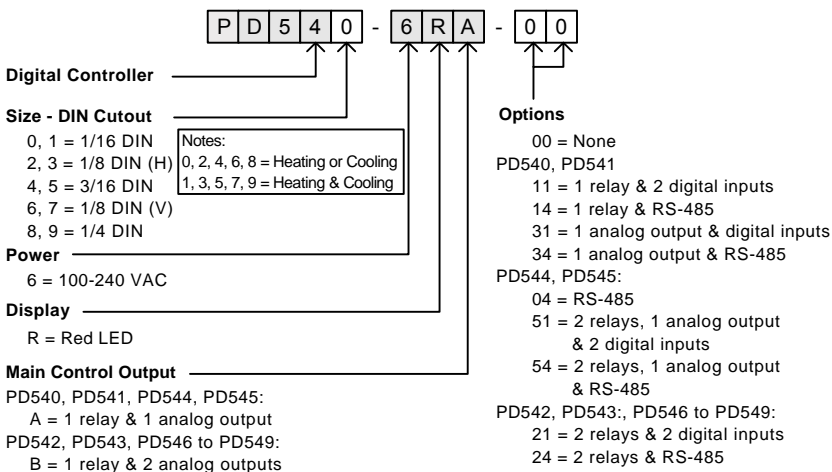 PD540-6RA-00
Digital Controller
Size - DIN Cutout
0, 1 = 1/16 DIN
2, 3 = 1/8 DIN (H)
4, 5 = 3/16 DIN
6, 7 = 1/8 DIN (V)
8, 9 = 1/4 DIN
Notes:
0, 2, 4, 6, 8 = Heating or Cooling
1, 3, 5, 7, 9 = Heating & Cooling
Power
6 = 100-240 VAC
Display
R = Red LED
Main Control Output
PD540, PD541, PD544, PD545:
A = 1 relay & 1 analog output
PD542, PD543, PD546 to PD549:
B = 1 relay & 2 analog outputs
Options
00 = None
PD540, PD541
11 = 1 relay & 2 digital inputs
14 = 1 relay & RS-485
31 = 1 analog output & digital inputs
34 = 1 analog output & RS-485
PD544, PD545:
04 = RS-485
51 = 2 relays, 1 analog output
& 2 digital inputs
54 = 2 relays, 1 analog output
& RS-485
PD542, PD543:, PD546 to PD549:
21 = 2 relays & 2 digital inputs
24 = 2 relays & RS-485